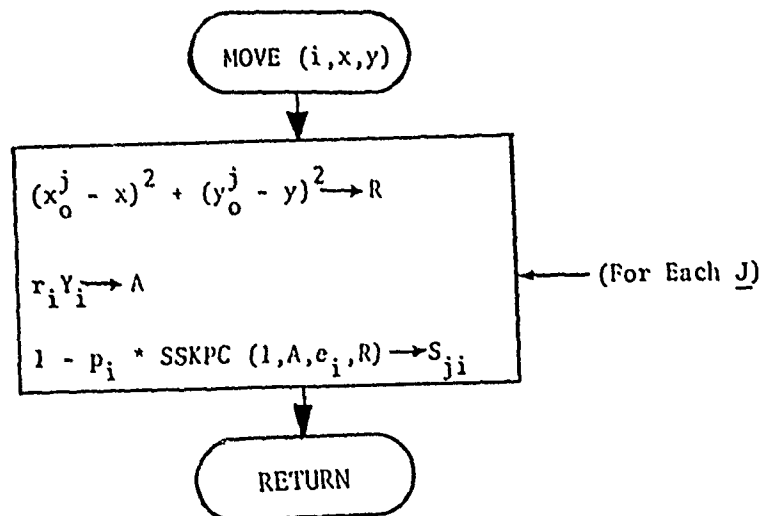 MOVE (i,x,y)
(x_o^j - x)^2 + (y_o^j - y)^2 → R
r_i Y_i → A
(For Each J)
1 - p_i * SSKPC (1,A,e_i,R) → S_ji
RETURN